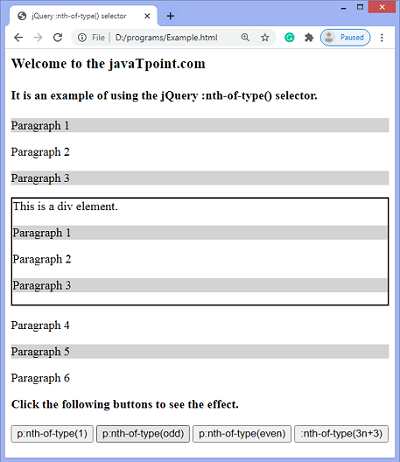 jQuery :nth-of-type() selector
File | D:/programs/Example.html
Paused
Welcome to the javaTpoint.com
It is an example of using the jQuery :nth-of-type() selector.
Paragraph 1
Paragraph 2
Paragraph 3
This is a div element.
Paragraph 1
Paragraph 2
Paragraph 3
Paragraph 4
Paragraph 5
Paragraph 6
Click the following buttons to see the effect.
p:nth-of-type(1) p:nth-of-type(odd) p:nth-of-type(even) :nth-of-type(3n+3)